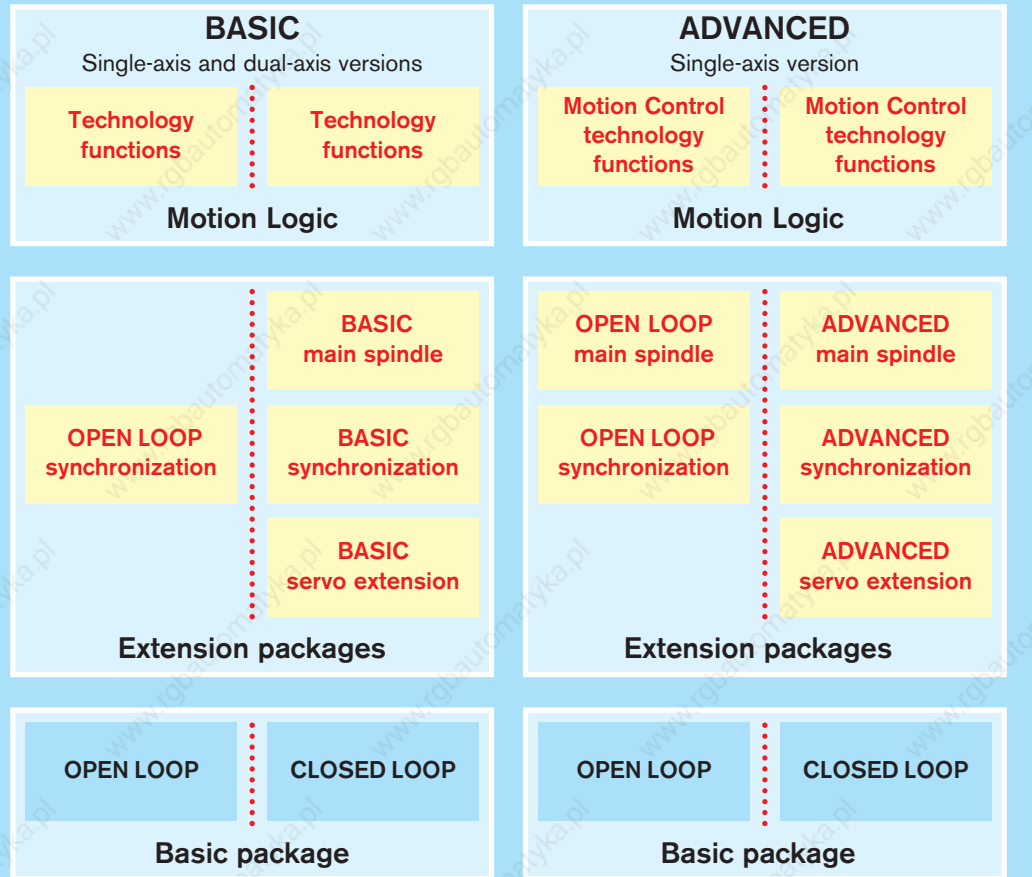 BASIC
Single-axis and dual-axis versions
Technology
functions
Technology
functions
Motion Logic
ADVANCED
Single-axis version
Motion Control
technology
functions
Motion Control
technology
functions
Motion Logic
BASIC
main spindle
OPEN LOOP
synchronization
BASIC
synchronization
BASIC
servo extension
Extension packages
OPEN LOOP
main spindle
ADVANCED
main spindle
OPEN LOOP
synchronization
ADVANCED
synchronization
ADVANCED
servo extension
Extension packages
OPEN LOOP
CLOSED LOOP
Basic package
OPEN LOOP
CLOSED LOOP
Basic package
www.rgbautomatyka.pl